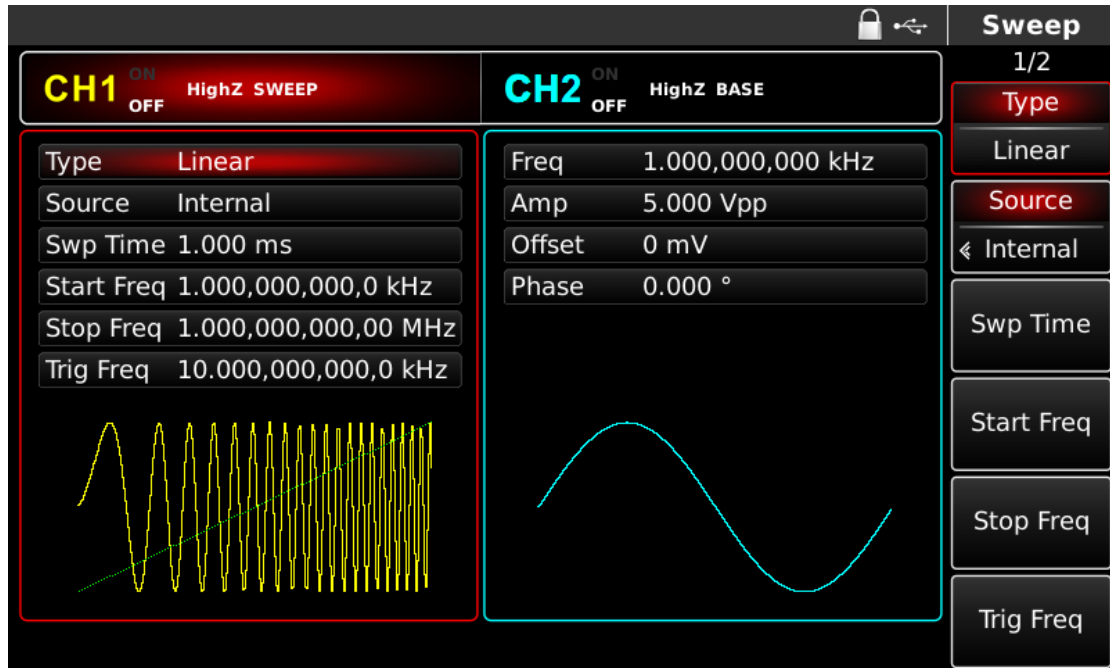 Sweep
1/2
CH1 ON OFF HighZ SWEEP
CH2 ON OFF HighZ BASE
Type Linear
Source Internal
Swp Time 1.000 ms
Start Freq 1.000,000,000,0 kHz
Stop Freq 1.000,000,000,00 MHz
Trig Freq 10.000,000,000,0 kHz
Freq 1.000,000,000 kHz
Amp 5.000 Vpp
Offset 0 mV
Phase 0.000 °
Type
Linear
Source
Internal
Swp Time
Start Freq
Stop Freq
Trig Freq